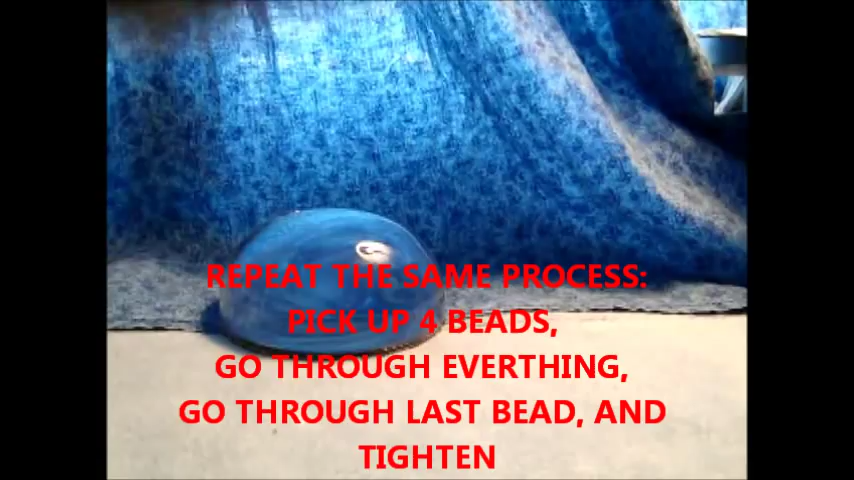 REPEAT THE SAME PROCESS:
PICK UP 4 BEADS,
GO THROUGH EVERTHING,
GO THROUGH LAST BEAD, AND
TIGHTEN